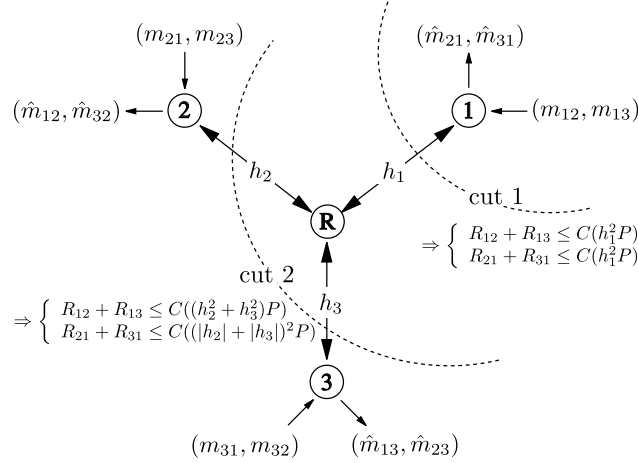 (m₂₁, m₂₃)
(m̂₂₁, m̂₃₁)
(m̂₁₂, m̂₃₂)
2
1
(m₁₂, m₁₃)
h₂
h₁
cut 1
R
⇒ { R₁₂ + R₁₃ ≤ C(h₁²P)
R₂₁ + R₃₁ ≤ C(h₁²P)
cut 2
h₃
⇒ { R₁₂ + R₁₃ ≤ C((h₂² + h₃²)P)
R₂₁ + R₃₁ ≤ C((|h₂| + |h₃|)²P)
3
(m₃₁, m₃₂)
(m̂₁₃, m̂₂₃)